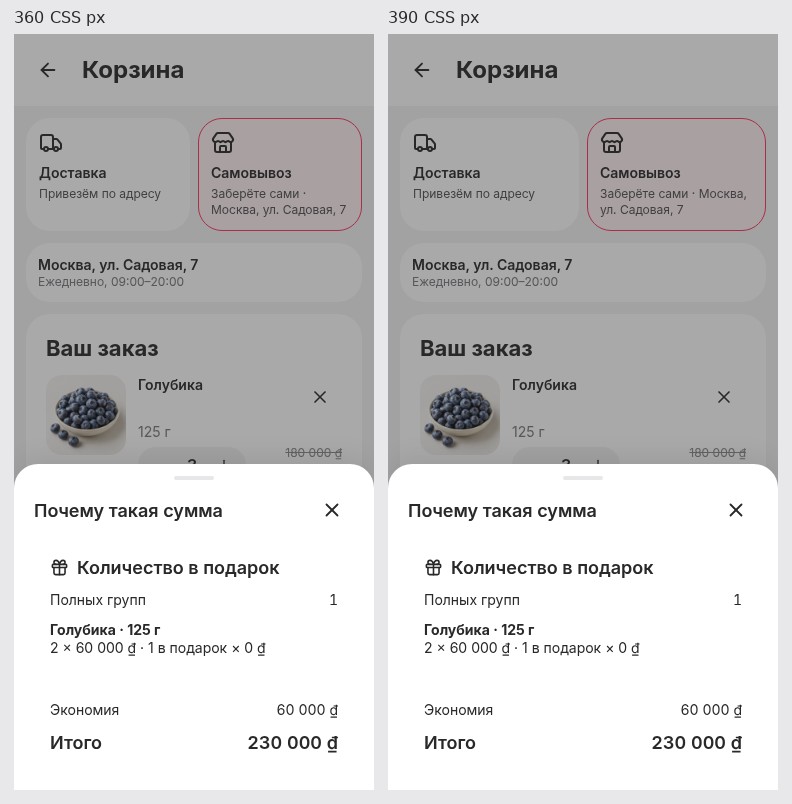 360 CSS px
Корзина
Доставка
Привезём по адресу
Самовывоз
Заберёте сами ·
Москва, ул. Садовая, 7
Москва, ул. Садовая, 7
Ежедневно, 09:00–20:00
Ваш заказ
Голубика
125 г
180 000 ₫
Почему такая сумма
Количество в подарок
Полных групп 1
Голубика · 125 г
2 × 60 000 ₫ · 1 в подарок × 0 ₫
Экономия 60 000 ₫
Итого 230 000 ₫
390 CSS px
Корзина
Доставка
Привезём по адресу
Самовывоз
Заберёте сами · Москва,
ул. Садовая, 7
Москва, ул. Садовая, 7
Ежедневно, 09:00–20:00
Ваш заказ
Голубика
125 г
180 000 ₫
Почему такая сумма
Количество в подарок
Полных групп 1
Голубика · 125 г
2 × 60 000 ₫ · 1 в подарок × 0 ₫
Экономия 60 000 ₫
Итого 230 000 ₫